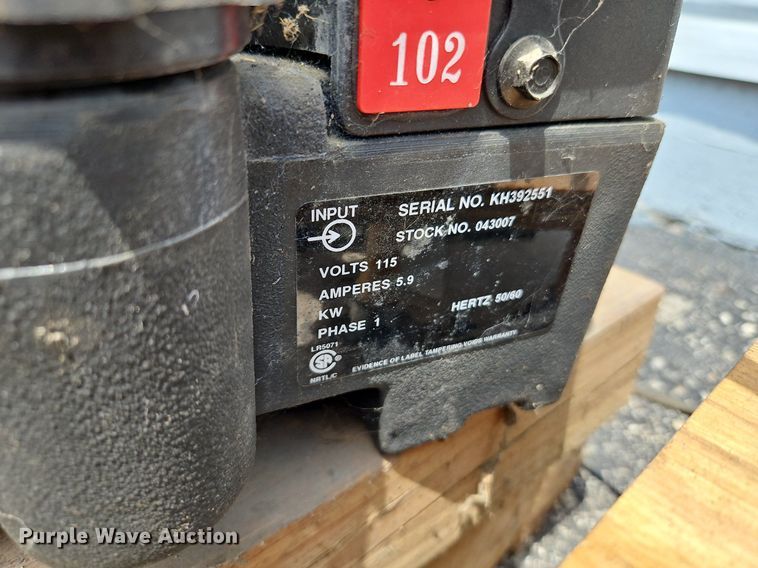 102
INPUT
SERIAL NO. KH392551
STOCK NO. 043007
VOLTS 115
AMPERES 5.9
KW
HERTZ 50/60
PHASE 1
LR5071
NRTL/C
EVIDENCE OF LABEL TAMPERING VOIDS WARRANTY
Purple Wave Auction